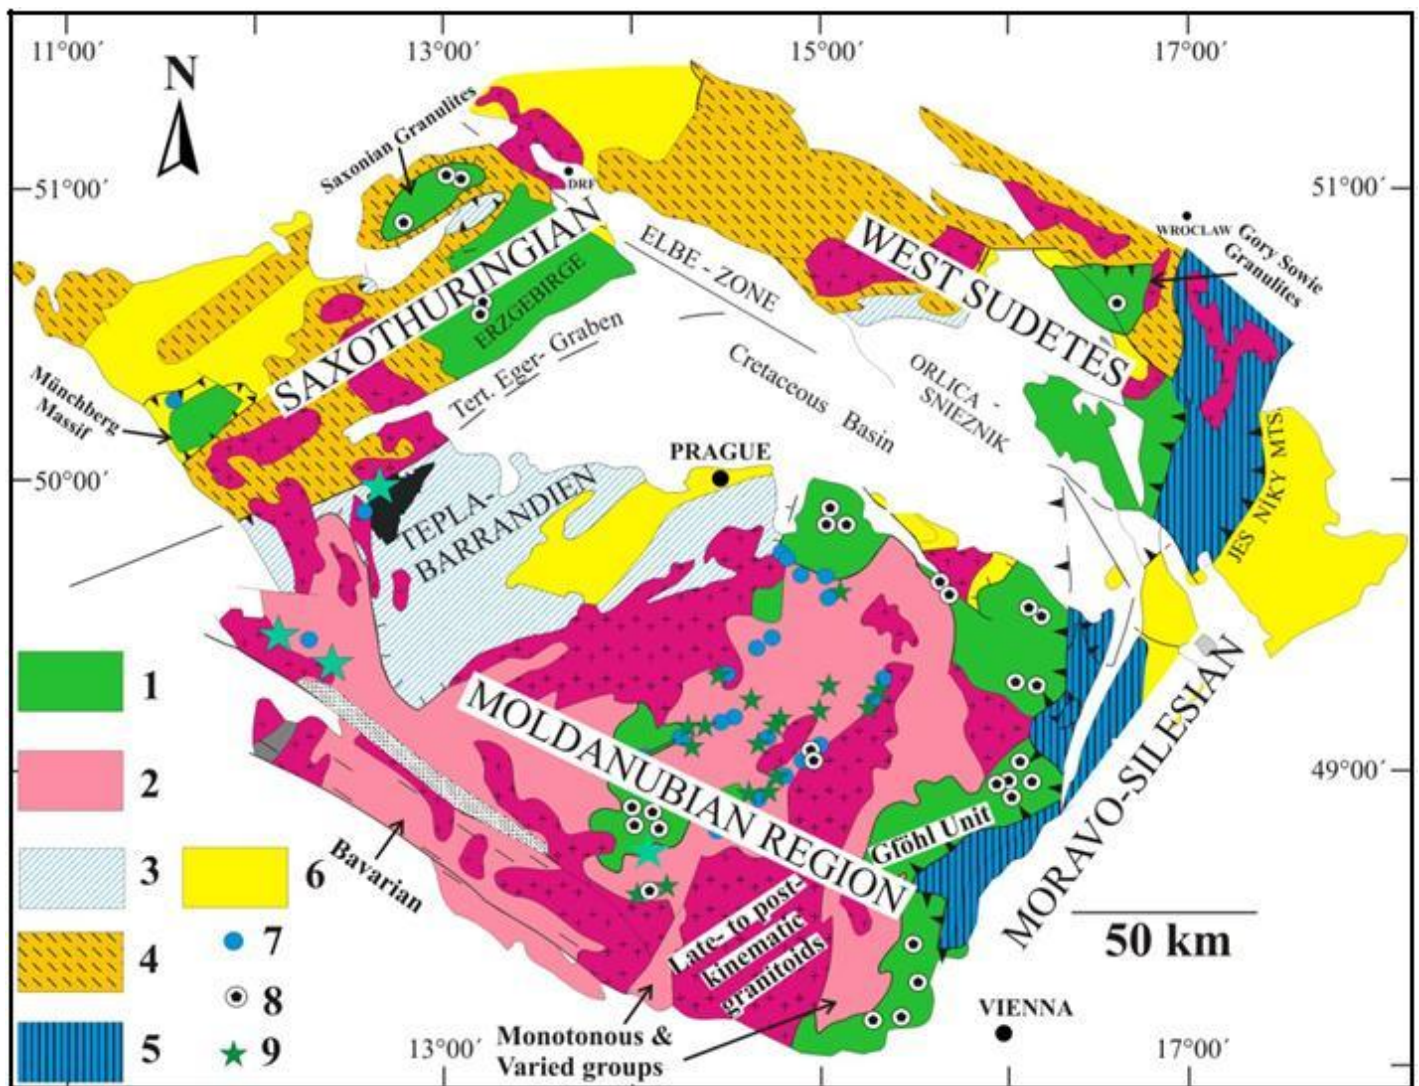 11°00´
13°00´
15°00´
17°00´
N
Saxonian Granulites
51°00´
51°00´
DRF
WROCLAW
Gory Sowie
Granulites
ELBE - ZONE
WEST SUDETES
SAXOTHURINGIAN
ERZGEBIRGE
Tert. Eger- Graben
Cretaceous Basin
ORLICA -
SNIEZNIK
Münchberg
Massif
50°00´
PRAGUE
TEPLA-
BARRANDIEN
JES NIKY MTS.
1
2
3
4
5
6
7
8
9
MOLDANUBIAN REGION
49°00´
Gföhl Unit
MORAVO-SILESIAN
Bavarian
Late- to post-
kinematic
granitoids
50 km
Monotonous &
Varied groups
VIENNA
13°00´
17°00´